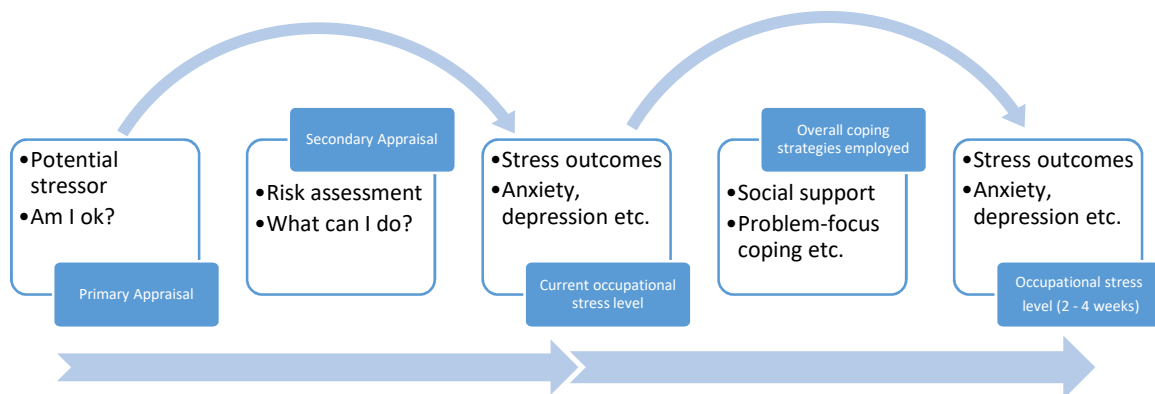 •Potential
stressor
•Am I ok?
Primary Appraisal
Secondary Appraisal
•Risk assessment
•What can I do?
•Stress outcomes
•Anxiety,
depression etc.
Current occupational
stress level
Overall coping
strategies employed
•Social support
•Problem-focus
coping etc.
•Stress outcomes
•Anxiety,
depression etc.
Occupational stress
level (2 - 4 weeks)